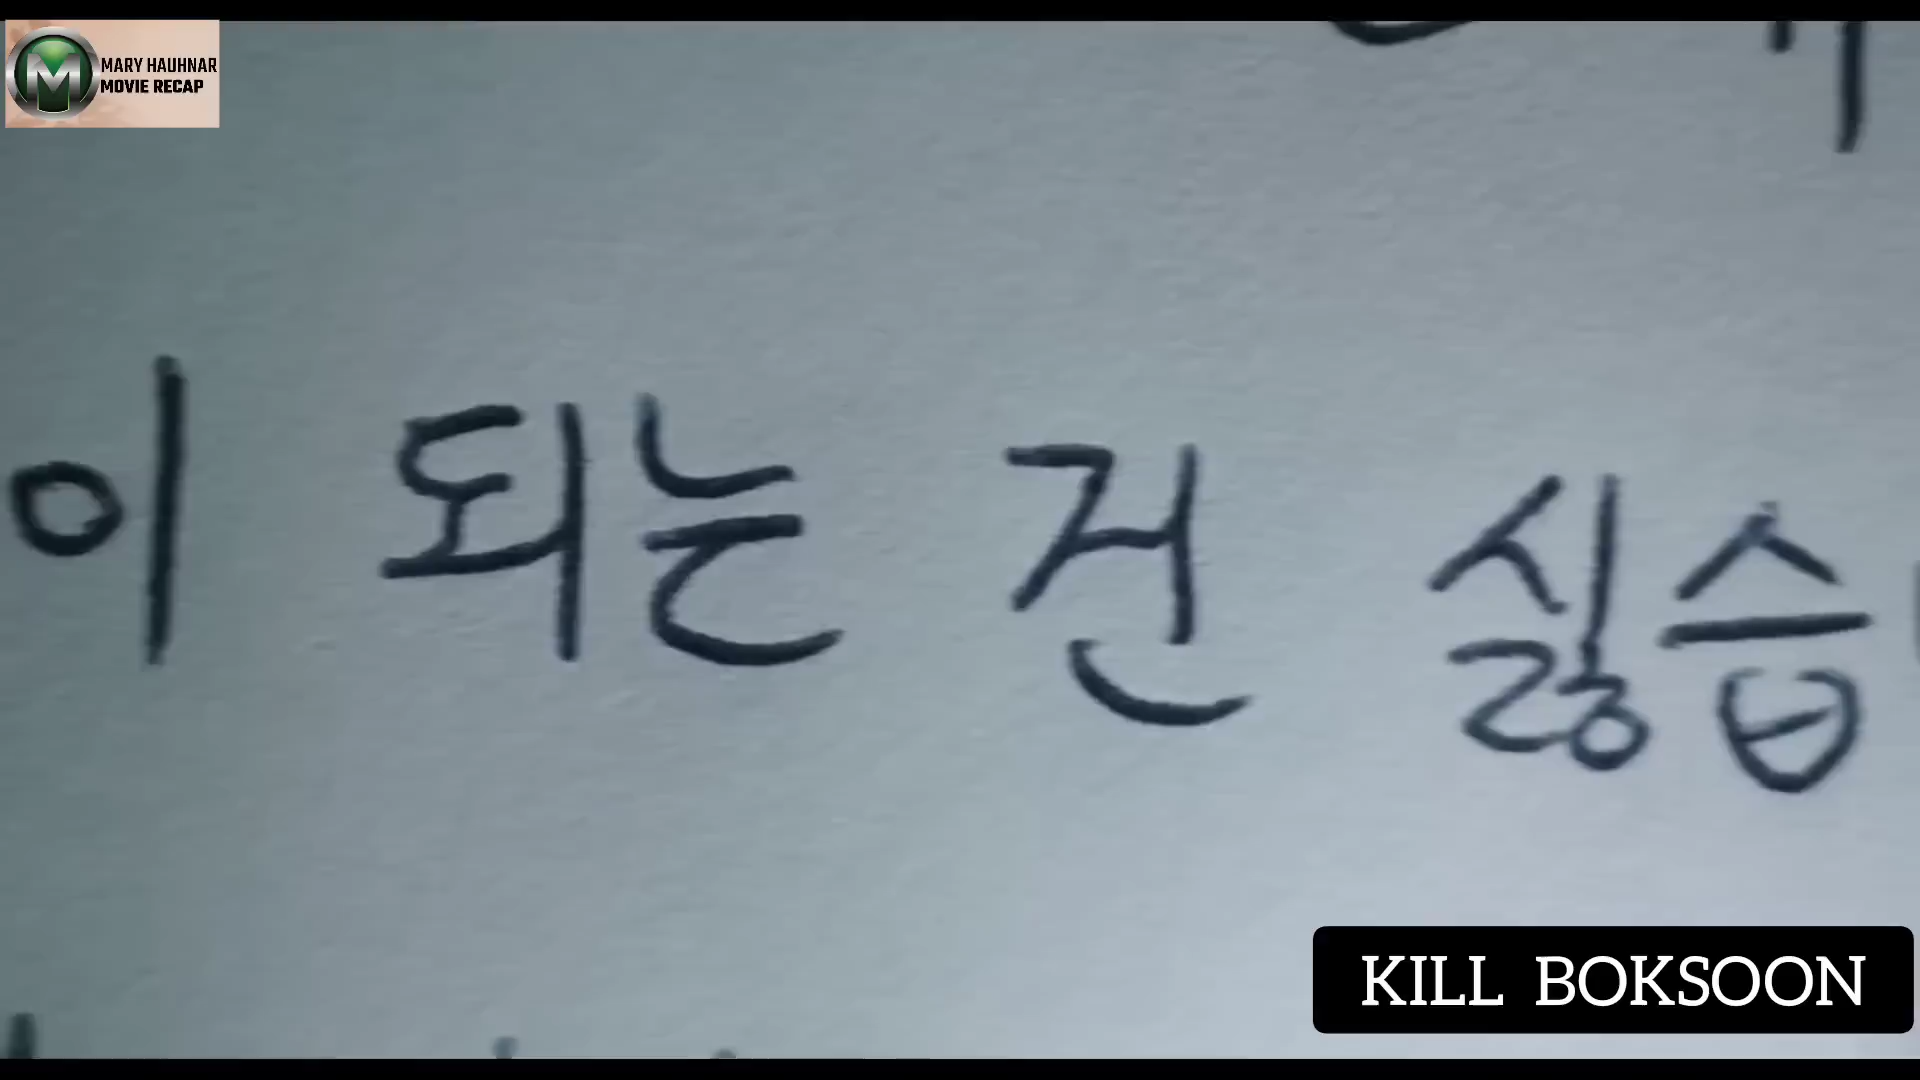 MARY HAUHNAR
MOVIE RECAP
이 되는 건 싫습
KILL BOKSOON